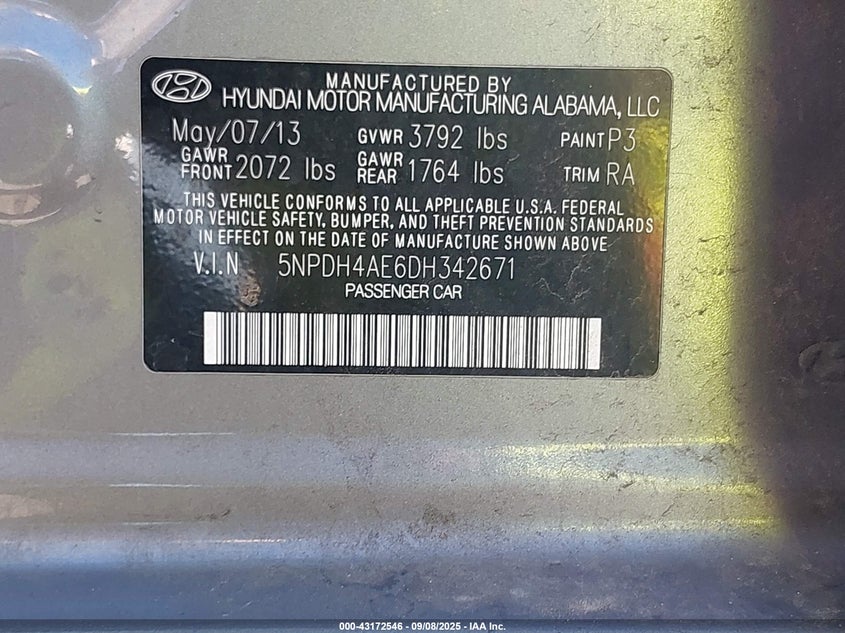 MANUFACTURED BY
HYUNDAI MOTOR MANUFACTURING ALABAMA, LLC
May/07/13 GVWR 3792 lbs PAINT P3
GAWR FRONT 2072 lbs GAWR REAR 1764 lbs TRIM RA
THIS VEHICLE CONFORMS TO ALL APPLICABLE U.S.A. FEDERAL
MOTOR VEHICLE SAFETY, BUMPER, AND THEFT PREVENTION STANDARDS
IN EFFECT ON THE DATE OF MANUFACTURE SHOWN ABOVE
V.I.N 5NPDH4AE6DH342671
PASSENGER CAR
000-43172546 - 09/08/2025 - IAA Inc.